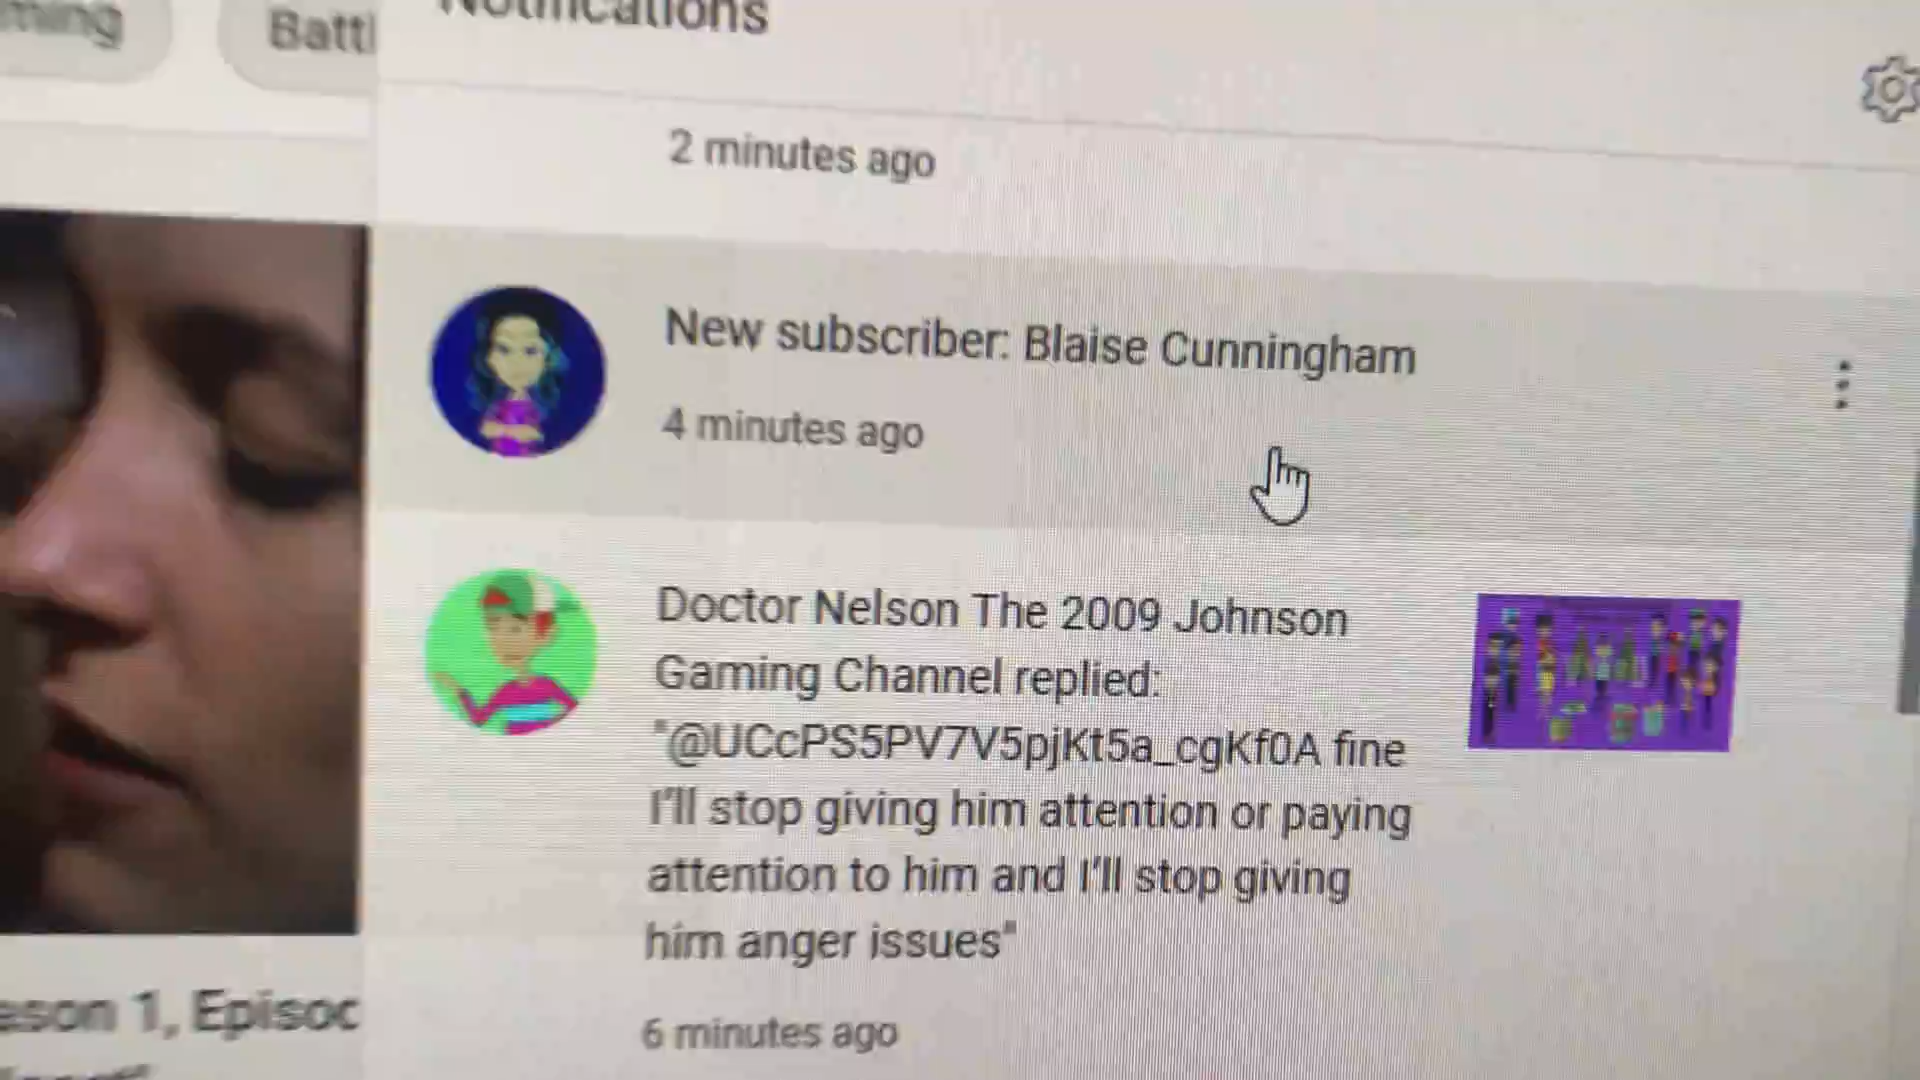 ming
Battl
Notifications
2 minutes ago
New subscriber: Blaise Cunningham
4 minutes ago
Doctor Nelson The 2009 Johnson
Gaming Channel replied:
"@UCcPS5PV7V5pjKt5a_cgKf0A fine
I'll stop giving him attention or paying
attention to him and I'll stop giving
him anger issues"
6 minutes ago
ason 1, Episoc